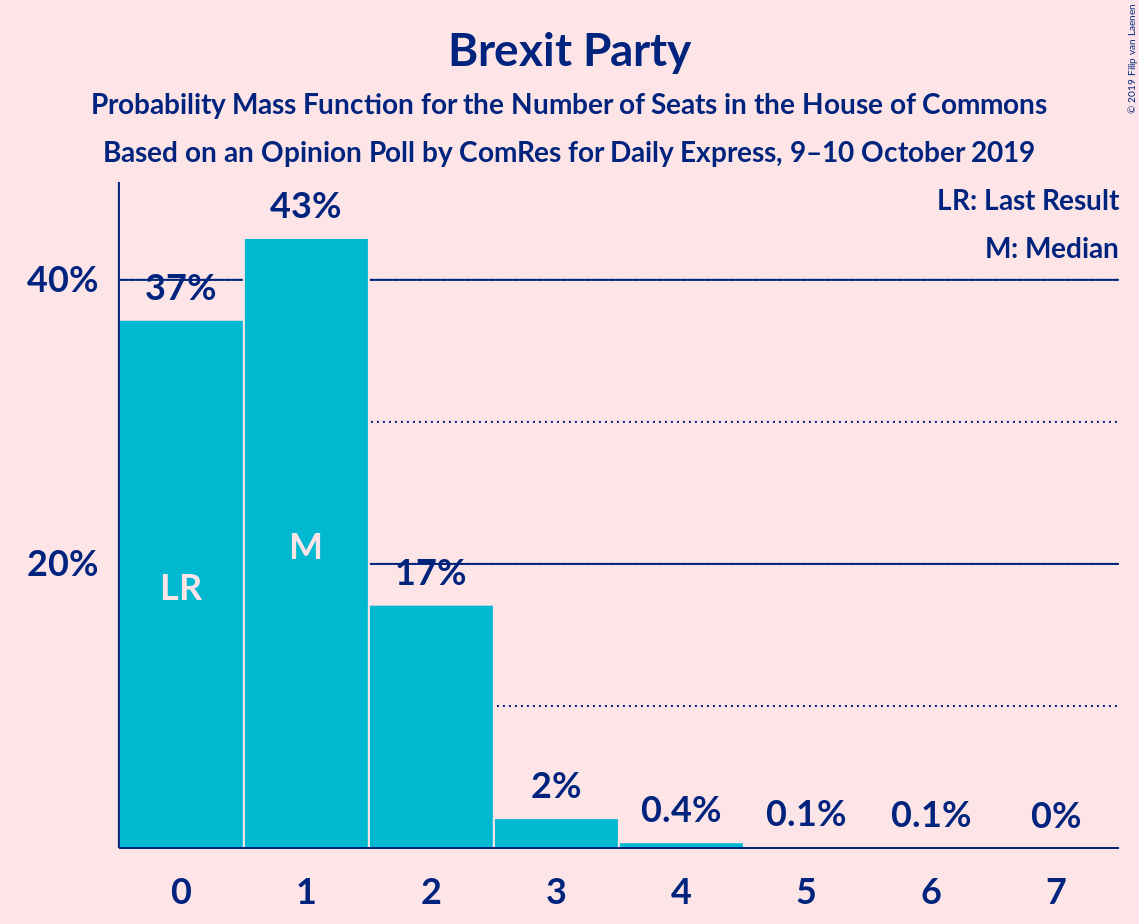 Brexit Party
Probability Mass Function for the Number of Seats in the House of Commons
Based on an Opinion Poll by ComRes for Daily Express, 9–10 October 2019
© 2019 Filip van Laenen
LR: Last Result
M: Median
43%
40%
37%
20%
17%
M
LR
2%
0.4%
0.1%
0.1%
0%
0 1 2 3 4 5 6 7